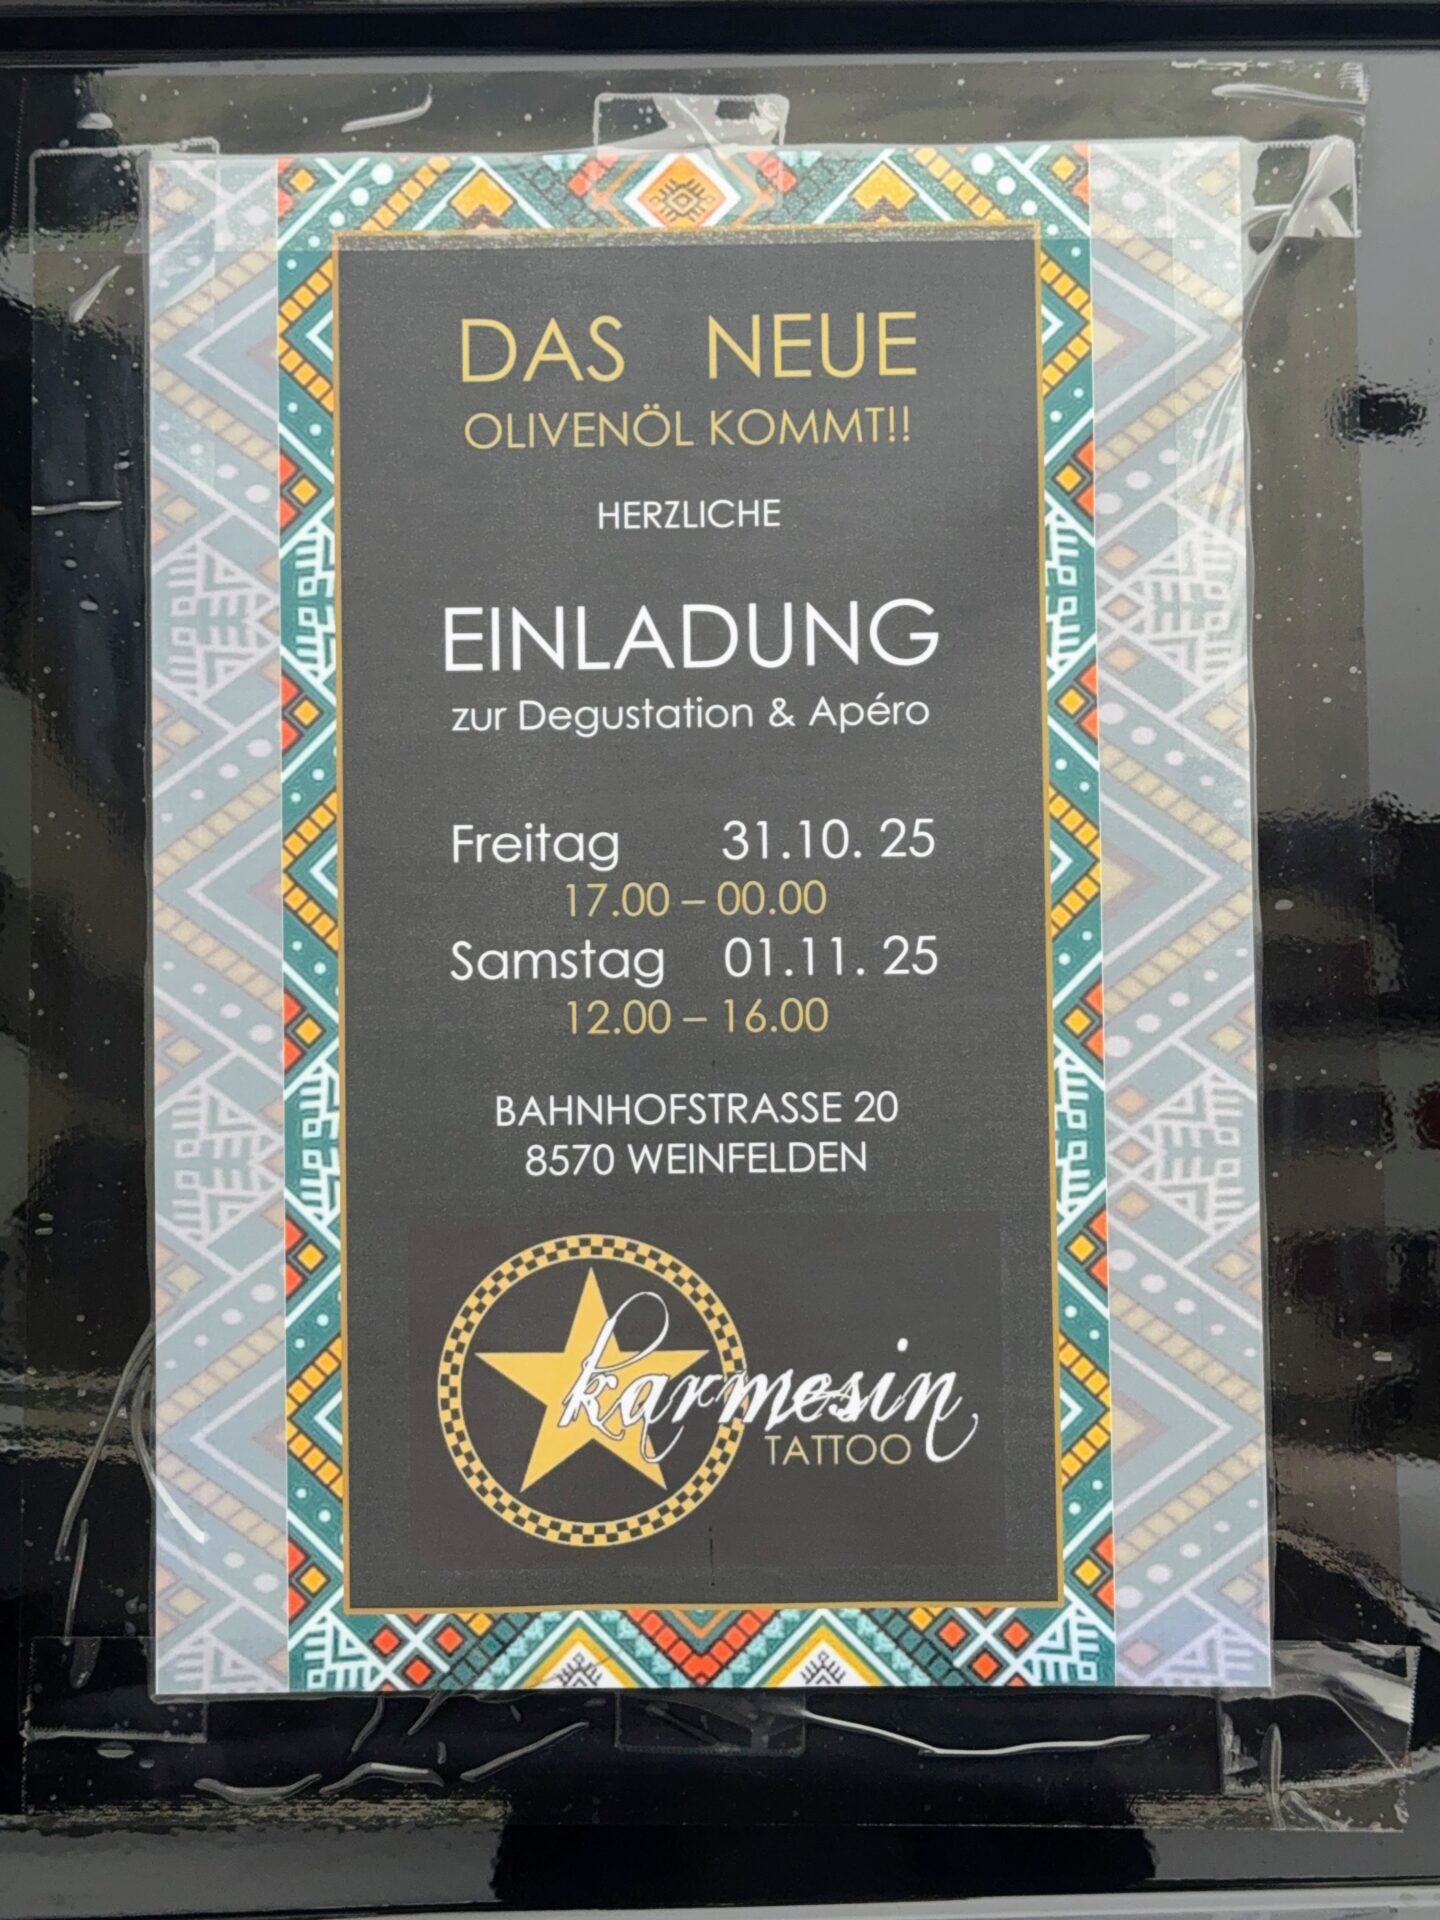 DAS NEUE
OLIVENÖL KOMMT!!
HERZLICHE
EINLADUNG
zur Degustation & Apéro
Freitag 31.10. 25
17.00 – 00.00
Samstag 01.11. 25
12.00 – 16.00
BAHNHOFSTRASSE 20
8570 WEINFELDEN
karmesin
TATTOO